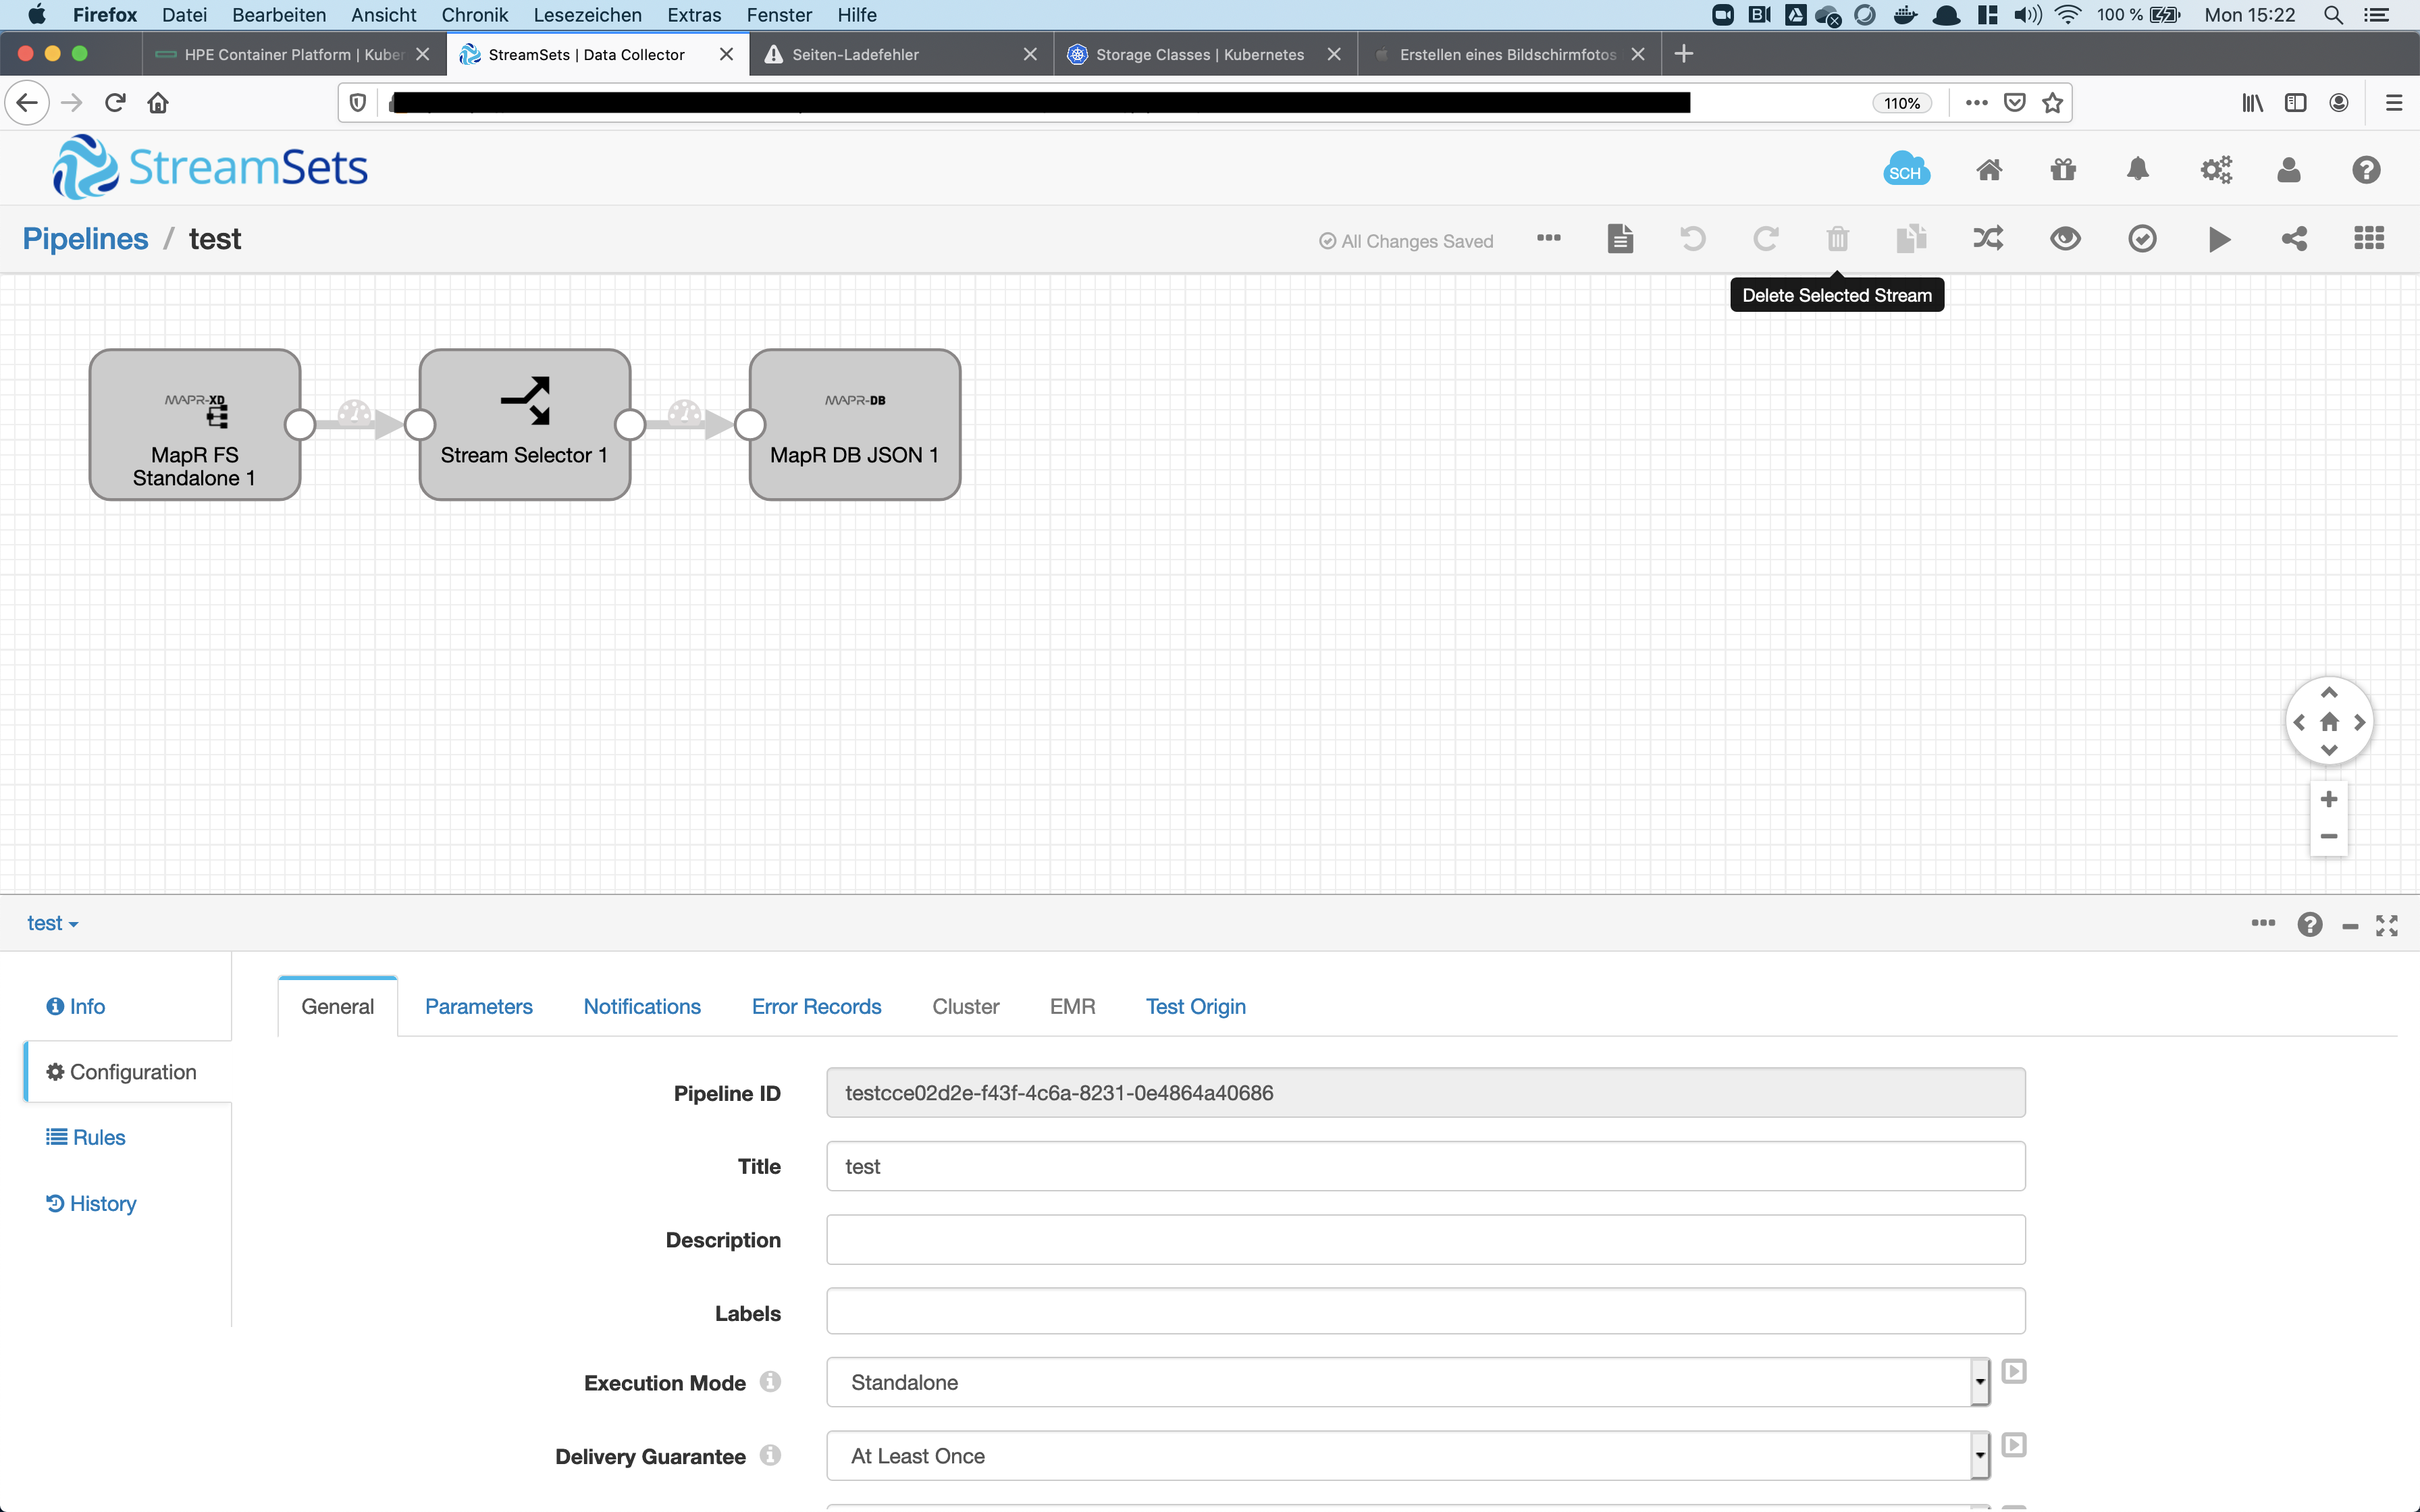 Firefox Datei Bearbeiten Ansicht Chronik Lesezeichen Extras Fenster Hilfe 100 % Mon 15:22
HPE Container Platform | Kuber StreamSets | Data Collector Seiten-Ladefehler Storage Classes | Kubernetes Erstellen eines Bildschirmfotos
110%
StreamSets SCH
Pipelines / test All Changes Saved
Delete Selected Stream
MAPR-XD
MapR FS
Standalone 1
Stream Selector 1
MAPR-DB
MapR DB JSON 1
test
Info
Configuration
Rules
History
General Parameters Notifications Error Records Cluster EMR Test Origin
Pipeline ID testcce02d2e-f43f-4c6a-8231-0e4864a40686
Title test
Description
Labels
Execution Mode Standalone
Delivery Guarantee At Least Once